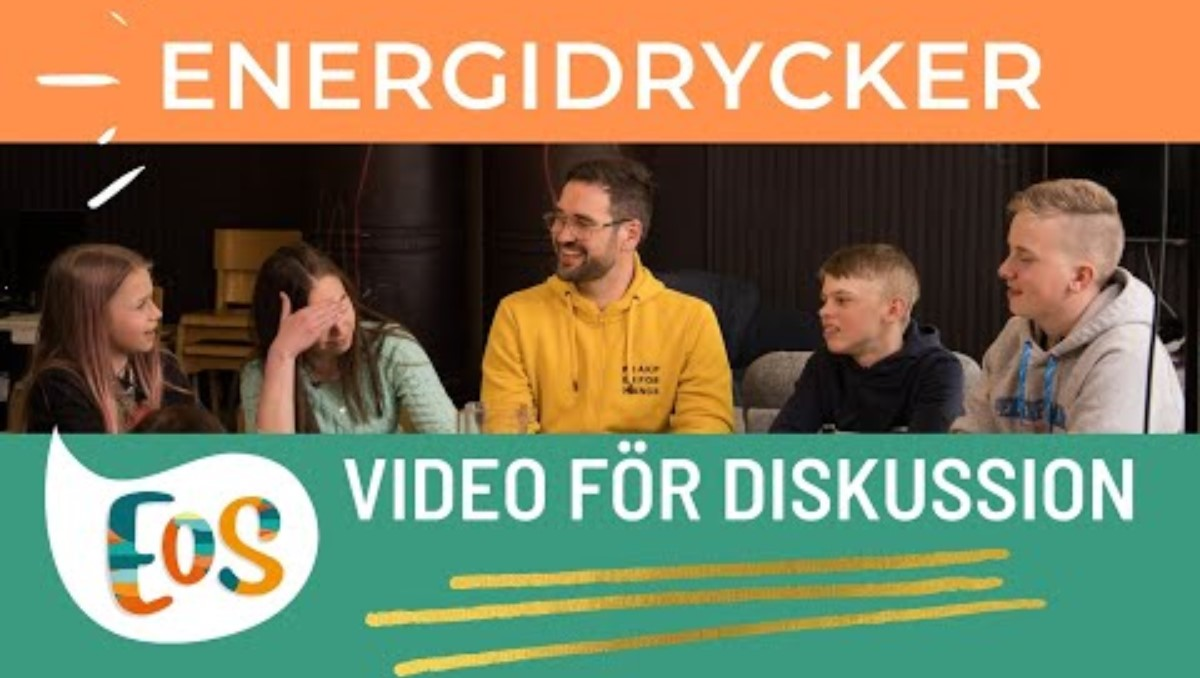 ENERGIDRYCKER
VIDEO FÖR DISKUSSION
EOS